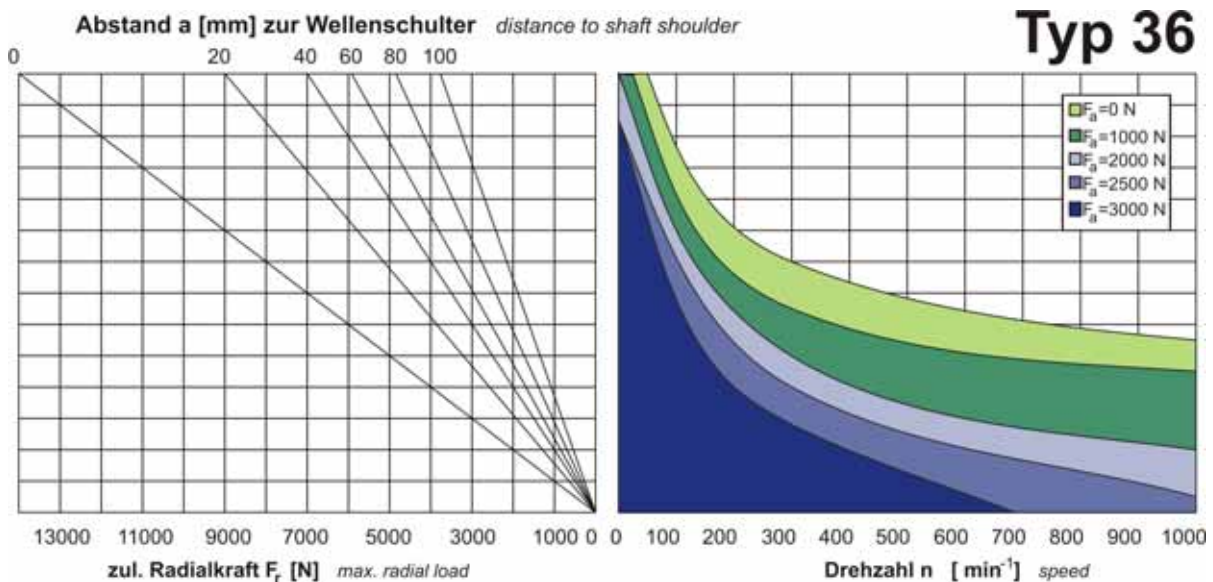 Abstand a [mm] zur Wellenschulter distance to shaft shoulder
Typ 36
0 20 40 60 80 100
Fa=0 N
Fa=1000 N
Fa=2000 N
Fa=2500 N
Fa=3000 N
13000 11000 9000 7000 5000 3000 1000 0
0 100 200 300 400 500 600 700 800 900 1000
zul. Radialkraft Fr [N] max. radial load
Drehzahl n [ min⁻¹] speed